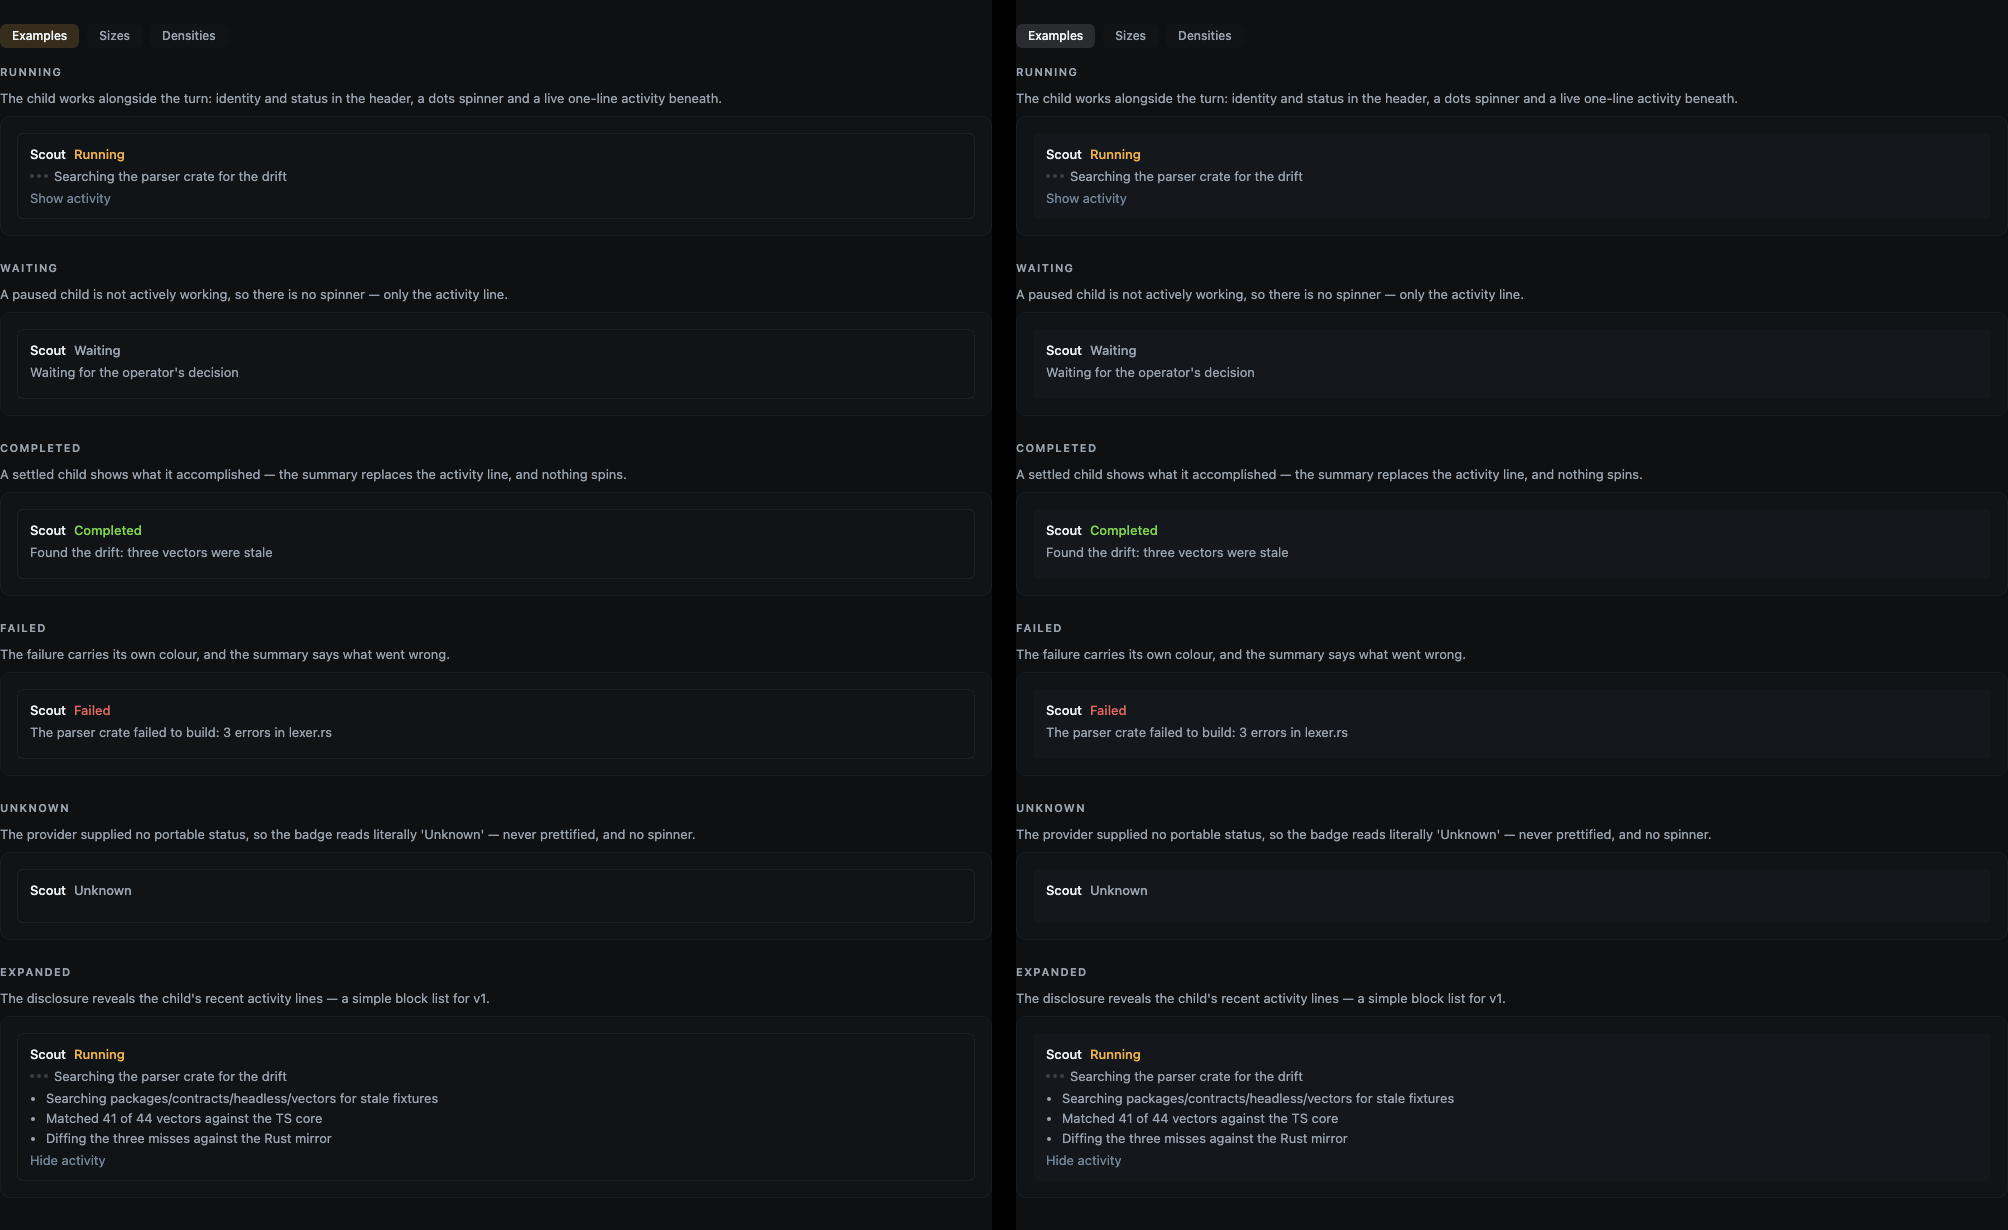 Examples Sizes Densities
RUNNING
The child works alongside the turn: identity and status in the header, a dots spinner and a live one-line activity beneath.
Scout Running
Searching the parser crate for the drift
Show activity
WAITING
A paused child is not actively working, so there is no spinner — only the activity line.
Scout Waiting
Waiting for the operator's decision
COMPLETED
A settled child shows what it accomplished — the summary replaces the activity line, and nothing spins.
Scout Completed
Found the drift: three vectors were stale
FAILED
The failure carries its own colour, and the summary says what went wrong.
Scout Failed
The parser crate failed to build: 3 errors in lexer.rs
UNKNOWN
The provider supplied no portable status, so the badge reads literally 'Unknown' — never prettified, and no spinner.
Scout Unknown
EXPANDED
The disclosure reveals the child's recent activity lines — a simple block list for v1.
Scout Running
Searching the parser crate for the drift
• Searching packages/contracts/headless/vectors for stale fixtures
• Matched 41 of 44 vectors against the TS core
• Diffing the three misses against the Rust mirror
Hide activity
Examples Sizes Densities
RUNNING
The child works alongside the turn: identity and status in the header, a dots spinner and a live one-line activity beneath.
Scout Running
Searching the parser crate for the drift
Show activity
WAITING
A paused child is not actively working, so there is no spinner — only the activity line.
Scout Waiting
Waiting for the operator's decision
COMPLETED
A settled child shows what it accomplished — the summary replaces the activity line, and nothing spins.
Scout Completed
Found the drift: three vectors were stale
FAILED
The failure carries its own colour, and the summary says what went wrong.
Scout Failed
The parser crate failed to build: 3 errors in lexer.rs
UNKNOWN
The provider supplied no portable status, so the badge reads literally 'Unknown' — never prettified, and no spinner.
Scout Unknown
EXPANDED
The disclosure reveals the child's recent activity lines — a simple block list for v1.
Scout Running
Searching the parser crate for the drift
• Searching packages/contracts/headless/vectors for stale fixtures
• Matched 41 of 44 vectors against the TS core
• Diffing the three misses against the Rust mirror
Hide activity